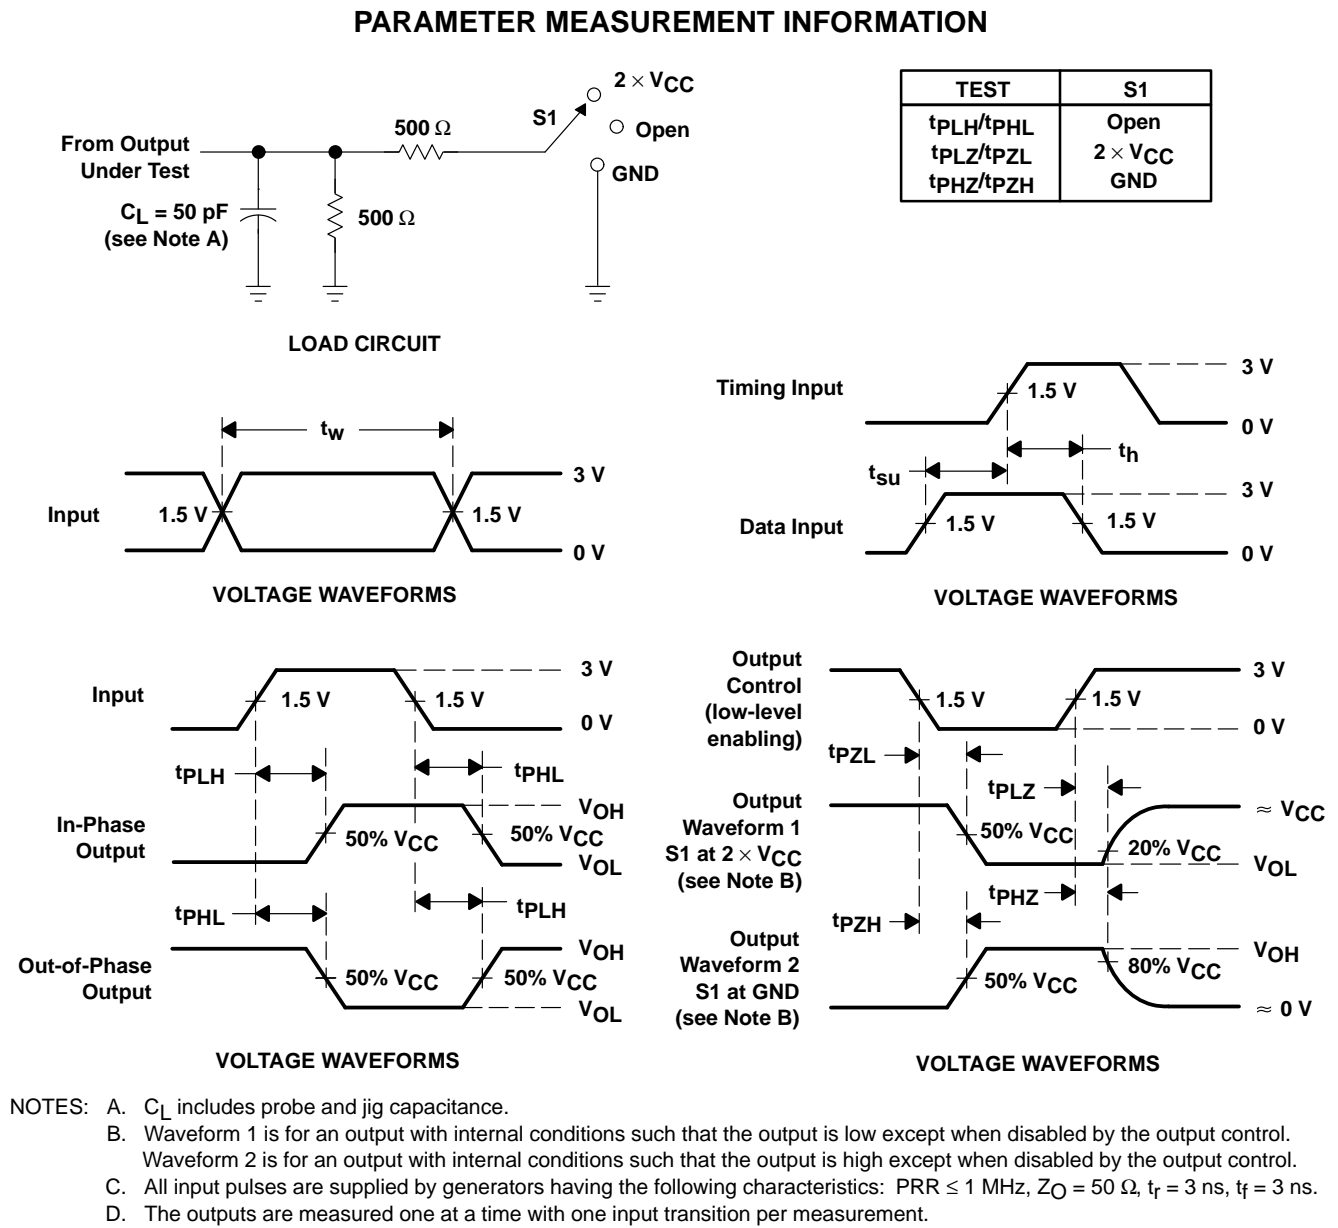 PARAMETER MEASUREMENT INFORMATION
From Output
Under Test
CL = 50 pF
(see Note A)
500 Ω
500 Ω
S1
2 × VCC
Open
GND
LOAD CIRCUIT
TEST S1
tPLH/tPHL Open
tPLZ/tPZL 2 × VCC
tPHZ/tPZH GND
tw
Input
1.5 V
1.5 V
3 V
0 V
VOLTAGE WAVEFORMS
Timing Input
1.5 V
3 V
0 V
th
tsu
Data Input
1.5 V
1.5 V
3 V
0 V
VOLTAGE WAVEFORMS
Input
1.5 V
1.5 V
3 V
0 V
tPLH
tPHL
In-Phase
Output
50% VCC
50% VCC
VOH
VOL
tPHL
tPLH
Out-of-Phase
Output
50% VCC
50% VCC
VOH
VOL
VOLTAGE WAVEFORMS
Output
Control
(low-level
enabling)
1.5 V
1.5 V
3 V
0 V
tPZL
tPLZ
Output
Waveform 1
S1 at 2 × VCC
(see Note B)
50% VCC
20% VCC
≈ VCC
VOL
tPHZ
tPZH
Output
Waveform 2
S1 at GND
(see Note B)
50% VCC
80% VCC
VOH
≈ 0 V
VOLTAGE WAVEFORMS
NOTES: A. CL includes probe and jig capacitance.
B. Waveform 1 is for an output with internal conditions such that the output is low except when disabled by the output control.
Waveform 2 is for an output with internal conditions such that the output is high except when disabled by the output control.
C. All input pulses are supplied by generators having the following characteristics: PRR ≤ 1 MHz, ZO = 50 Ω, tr = 3 ns, tf = 3 ns.
D. The outputs are measured one at a time with one input transition per measurement.